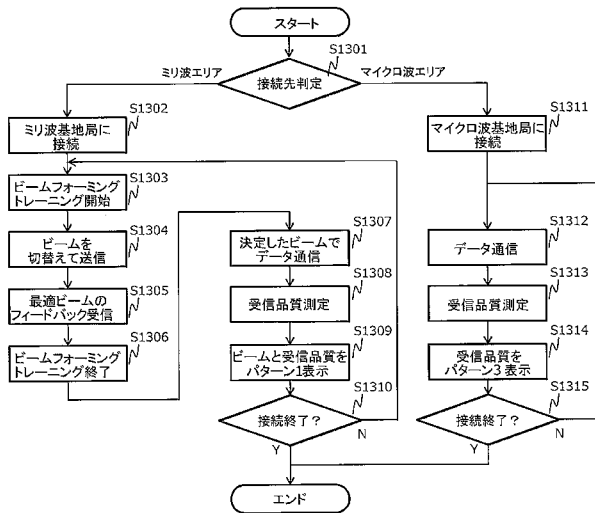 スタート
S1301
接続先判定
ミリ波エリア
マイクロ波エリア
S1302
ミリ波基地局に
接続
S1303
ビームフォーミング
トレーニング開始
S1304
ビームを
切替えて送信
S1305
最適ビームの
フィードバック受信
S1306
ビームフォーミング
トレーニング終了
S1307
決定したビームで
データ通信
S1308
受信品質測定
S1309
ビームと受信品質を
パターン1表示
S1310
接続終了?
N
Y
S1311
マイクロ波基地局に
接続
S1312
データ通信
S1313
受信品質測定
S1314
受信品質を
パターン3 表示
S1315
接続終了?
N
Y
エンド